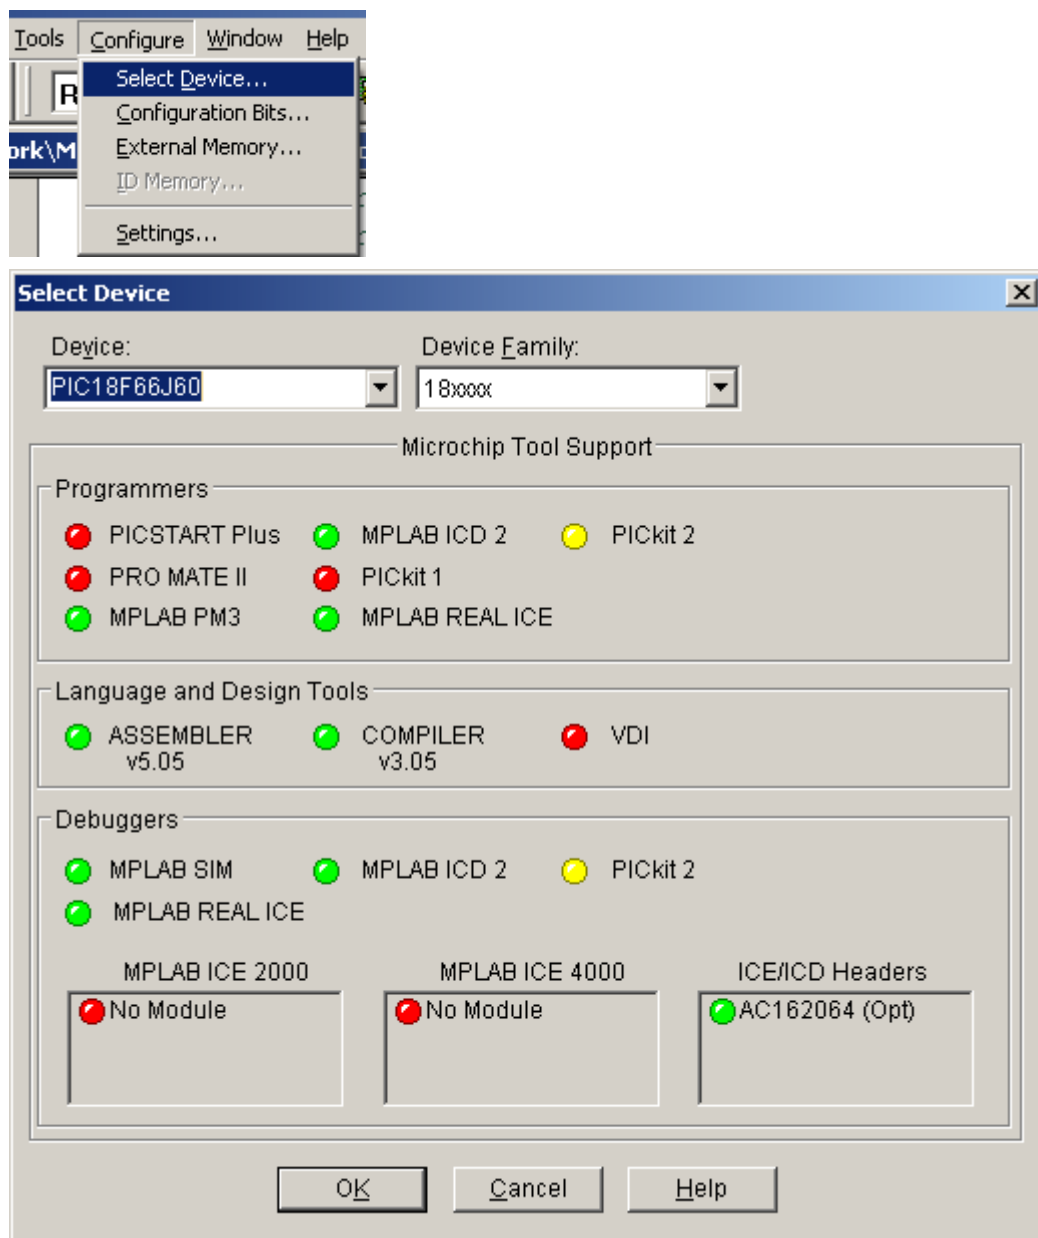 Tools Configure Window Help
Select Device...
R
Configuration Bits...
ork\M
External Memory...
ID Memory...
Settings...
Select Device
Device: Device Family:
PIC18F66J60 18xxxx
Microchip Tool Support
Programmers
PICSTART Plus MPLAB ICD 2 PICkit 2
PRO MATE II PICkit 1
MPLAB PM3 MPLAB REAL ICE
Language and Design Tools
ASSEMBLER COMPILER VDI
v5.05 v3.05
Debuggers
MPLAB SIM MPLAB ICD 2 PICkit 2
MPLAB REAL ICE
MPLAB ICE 2000 MPLAB ICE 4000 ICE/ICD Headers
No Module No Module AC162064 (Opt)
OK Cancel Help